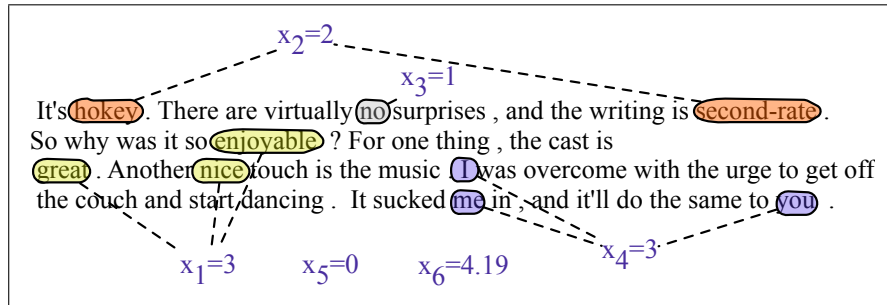 x2=2
x3=1
It's hokey . There are virtually no surprises , and the writing is second-rate .
So why was it so enjoyable ? For one thing , the cast is
great . Another nice touch is the music . I was overcome with the urge to get off
the couch and start dancing . It sucked me in , and it'll do the same to you .
x1=3 x5=0 x6=4.19 x4=3